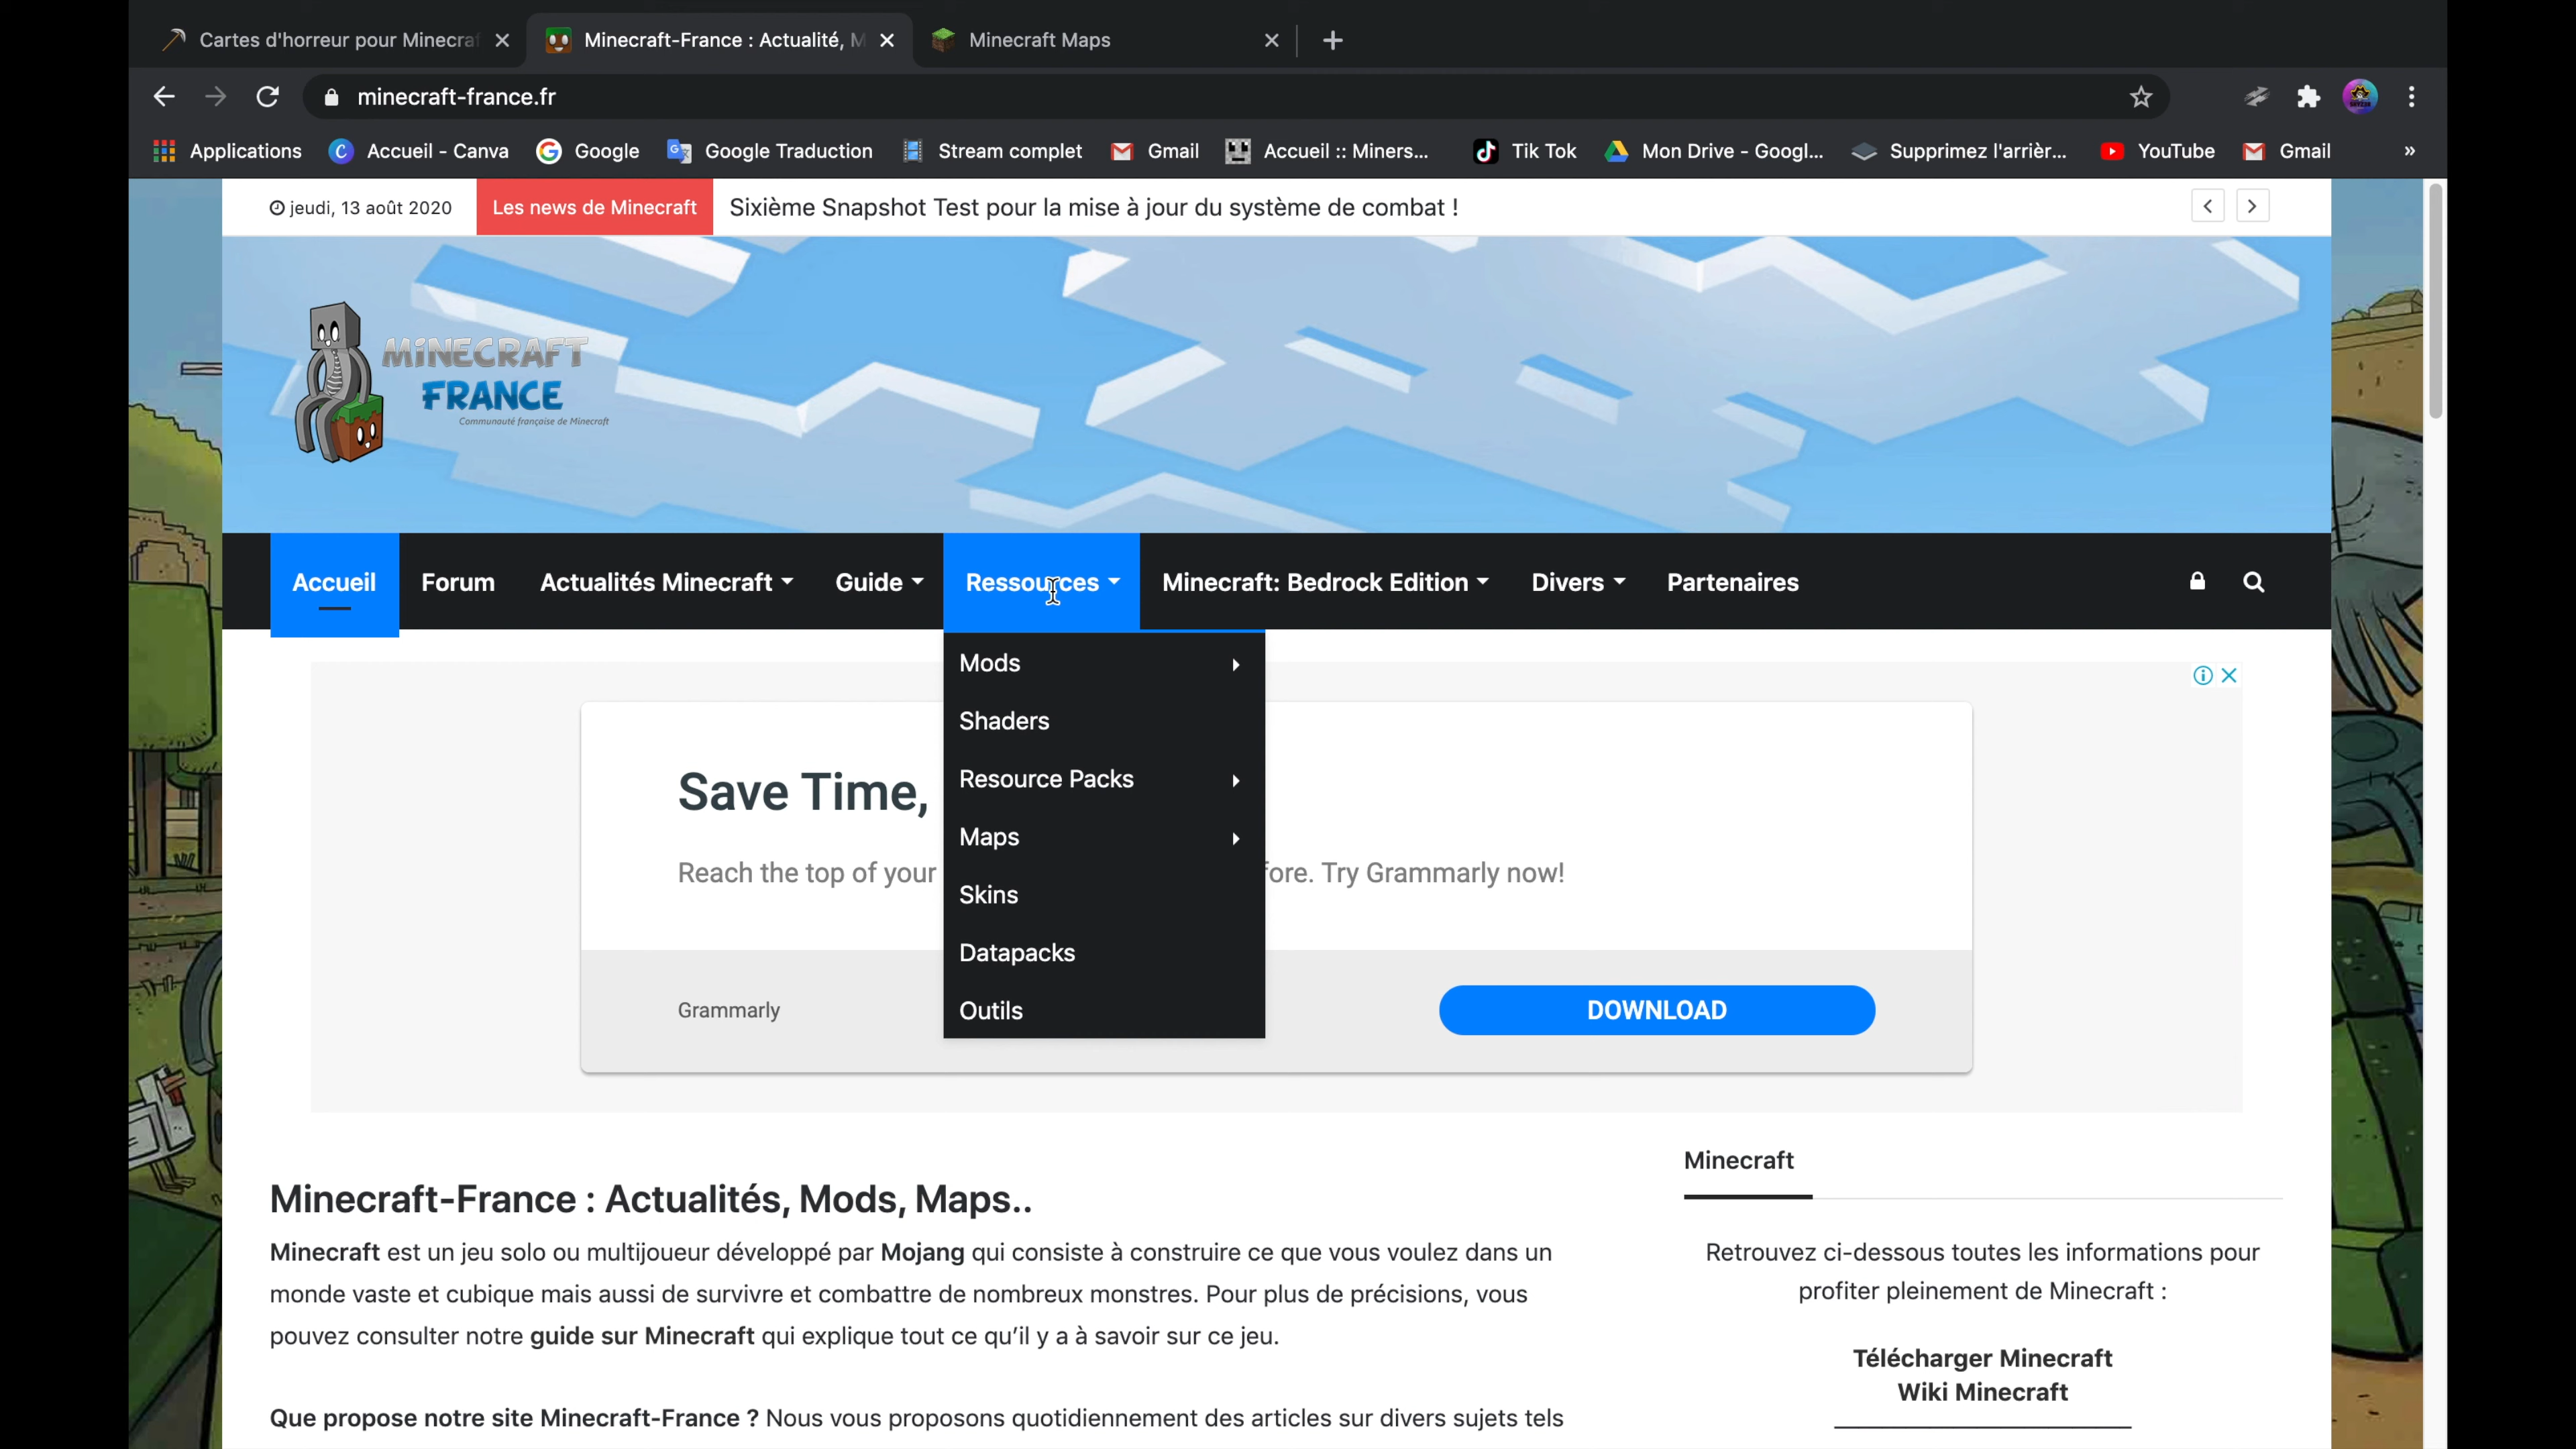 Cartes d'horreur pour Minecra
Minecraft-France : Actualité, M
Minecraft Maps
minecraft-france.fr
Applications
Accueil - Canva
Google
Google Traduction
Stream complet
Gmail
Accueil :: Miners...
Tik Tok
Mon Drive - Googl...
Supprimez l'arrièr...
YouTube
Gmail
»
jeudi, 13 août 2020
Les news de Minecraft
Sixième Snapshot Test pour la mise à jour du système de combat !
MINECRAFT
FRANCE
Communauté française de Minecraft
Accueil
Forum
Actualités Minecraft
Guide
Ressources
Minecraft: Bedrock Edition
Divers
Partenaires
Mods
Shaders
Resource Packs
Maps
Skins
Datapacks
Outils
Save Time,
Reach the top of your
fore. Try Grammarly now!
Grammarly
DOWNLOAD
Minecraft-France : Actualités, Mods, Maps..
Minecraft est un jeu solo ou multijoueur développé par Mojang qui consiste à construire ce que vous voulez dans un
monde vaste et cubique mais aussi de survivre et combattre de nombreux monstres. Pour plus de précisions, vous
pouvez consulter notre guide sur Minecraft qui explique tout ce qu'il y a à savoir sur ce jeu.
Que propose notre site Minecraft-France ? Nous vous proposons quotidiennement des articles sur divers sujets tels
Minecraft
Retrouvez ci-dessous toutes les informations pour
profiter pleinement de Minecraft :
Télécharger Minecraft
Wiki Minecraft